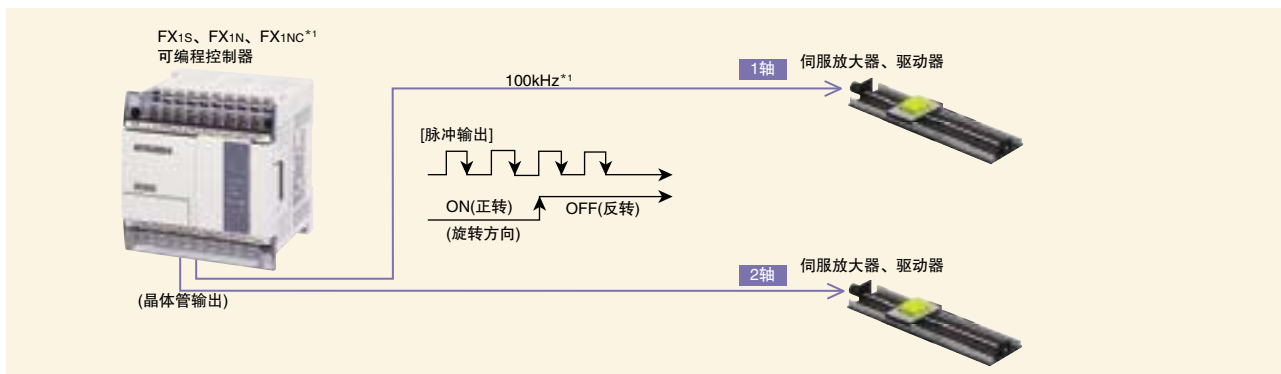 FX1S、FX1N、FX1NC*1
可编程控制器
100kHz*1
1轴
伺服放大器、驱动器
[脉冲输出]
ON(正转)
OFF(反转)
(旋转方向)
2轴
伺服放大器、驱动器
(晶体管输出)